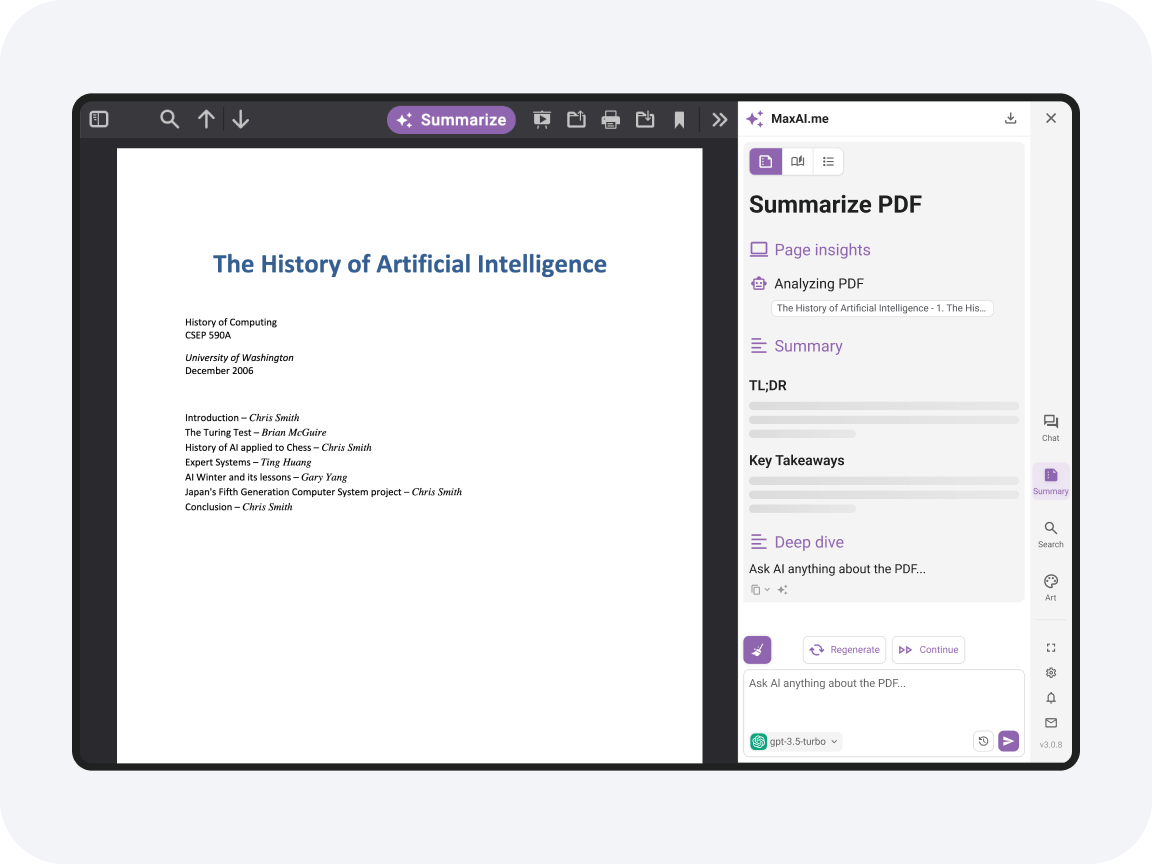 Summarize
The History of Artificial Intelligence
History of Computing
CSEP 590A
University of Washington
December 2006
Introduction – Chris Smith
The Turing Test – Brian McGuire
History of AI applied to Chess – Chris Smith
Expert Systems – Ting Huang
AI Winter and its lessons – Gary Yang
Japan's Fifth Generation Computer System project – Chris Smith
Conclusion – Chris Smith
MaxAI.me
Summarize PDF
Page insights
Analyzing PDF
The History of Artificial Intelligence - 1. The His...
Summary
TL;DR
Key Takeaways
Deep dive
Ask AI anything about the PDF...
Regenerate
Continue
Ask AI anything about the PDF...
gpt-3.5-turbo
Chat
Summary
Search
Art
v3.0.8